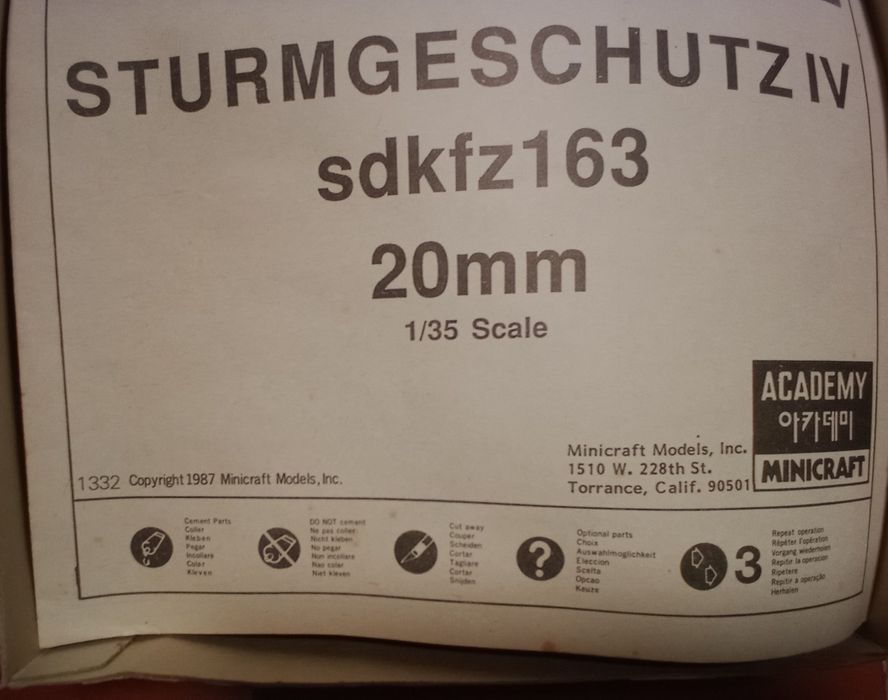 STURMGESCHUTZ IV
sdkfz163
20mm
1/35 Scale
ACADEMY
아카데미
MINICRAFT
Minicraft Models, Inc.
1510 W. 228th St.
Torrance, Calif. 90501
1332 Copyright 1987 Minicraft Models, Inc.
Cement Parts
Coller
Kleben
Pegar
Incollare
Colar
Kleven
DO NOT cement
Ne pas coller
Nicht kleben
No pegar
Non incollare
Nao colar
Niet kleven
Cut away
Couper
Scheiden
Cortar
Tagliare
Cortar
Snijden
?
Optional parts
Choix
Auswahlmoglichkeit
Eleccion
Scelta
Opcao
Keuze
3
Repeat operation
Répéter l'opération
Vorgang wiederholen
Repitir la operacion
Ripetere
Repitir a operação
Herhalen